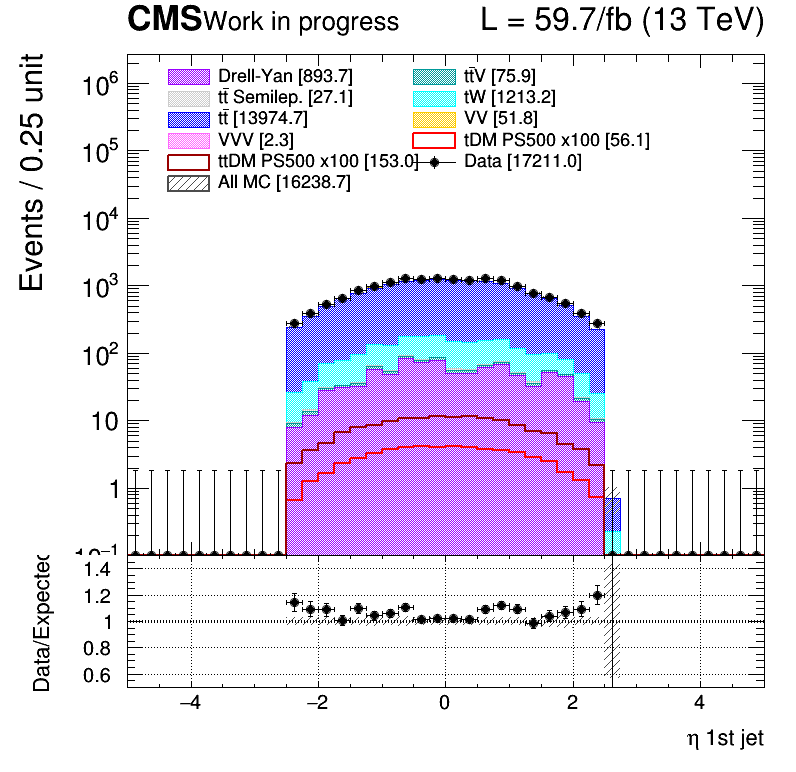 CMS Work in progress L = 59.7/fb (13 TeV)
Events / 0.25 unit
Drell-Yan [893.7] tt̄V [75.9]
tt̄ Semilep. [27.1] tW [1213.2]
tt̄ [13974.7] VV [51.8]
VVV [2.3] tDM PS500 x100 [56.1]
ttDM PS500 x100 [153.0] Data [17211.0]
All MC [16238.7]
10⁶
10⁵
10⁴
10³
10²
10
1
10⁻¹
Data/Expected
1.4
1.2
1
0.8
0.6
−4 −2 0 2 4
η 1st jet